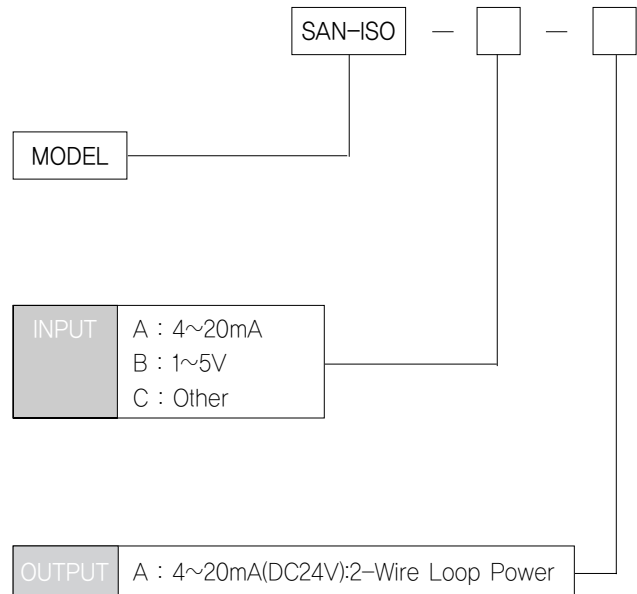 SAN-ISO — —
MODEL
INPUT A : 4~20mA
B : 1~5V
C : Other
OUTPUT A : 4~20mA(DC24V):2-Wire Loop Power